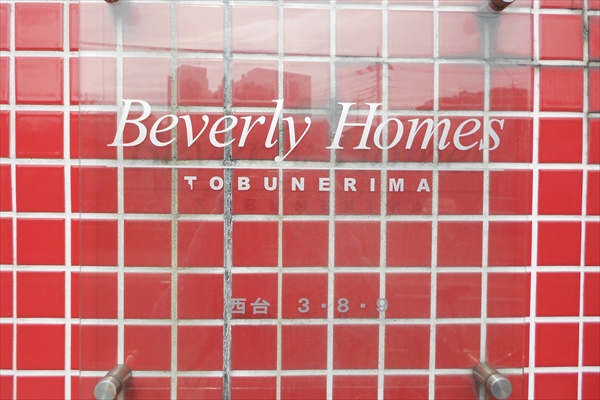 Beverly Homes
TOBUNERIMA
西台 3・8・9